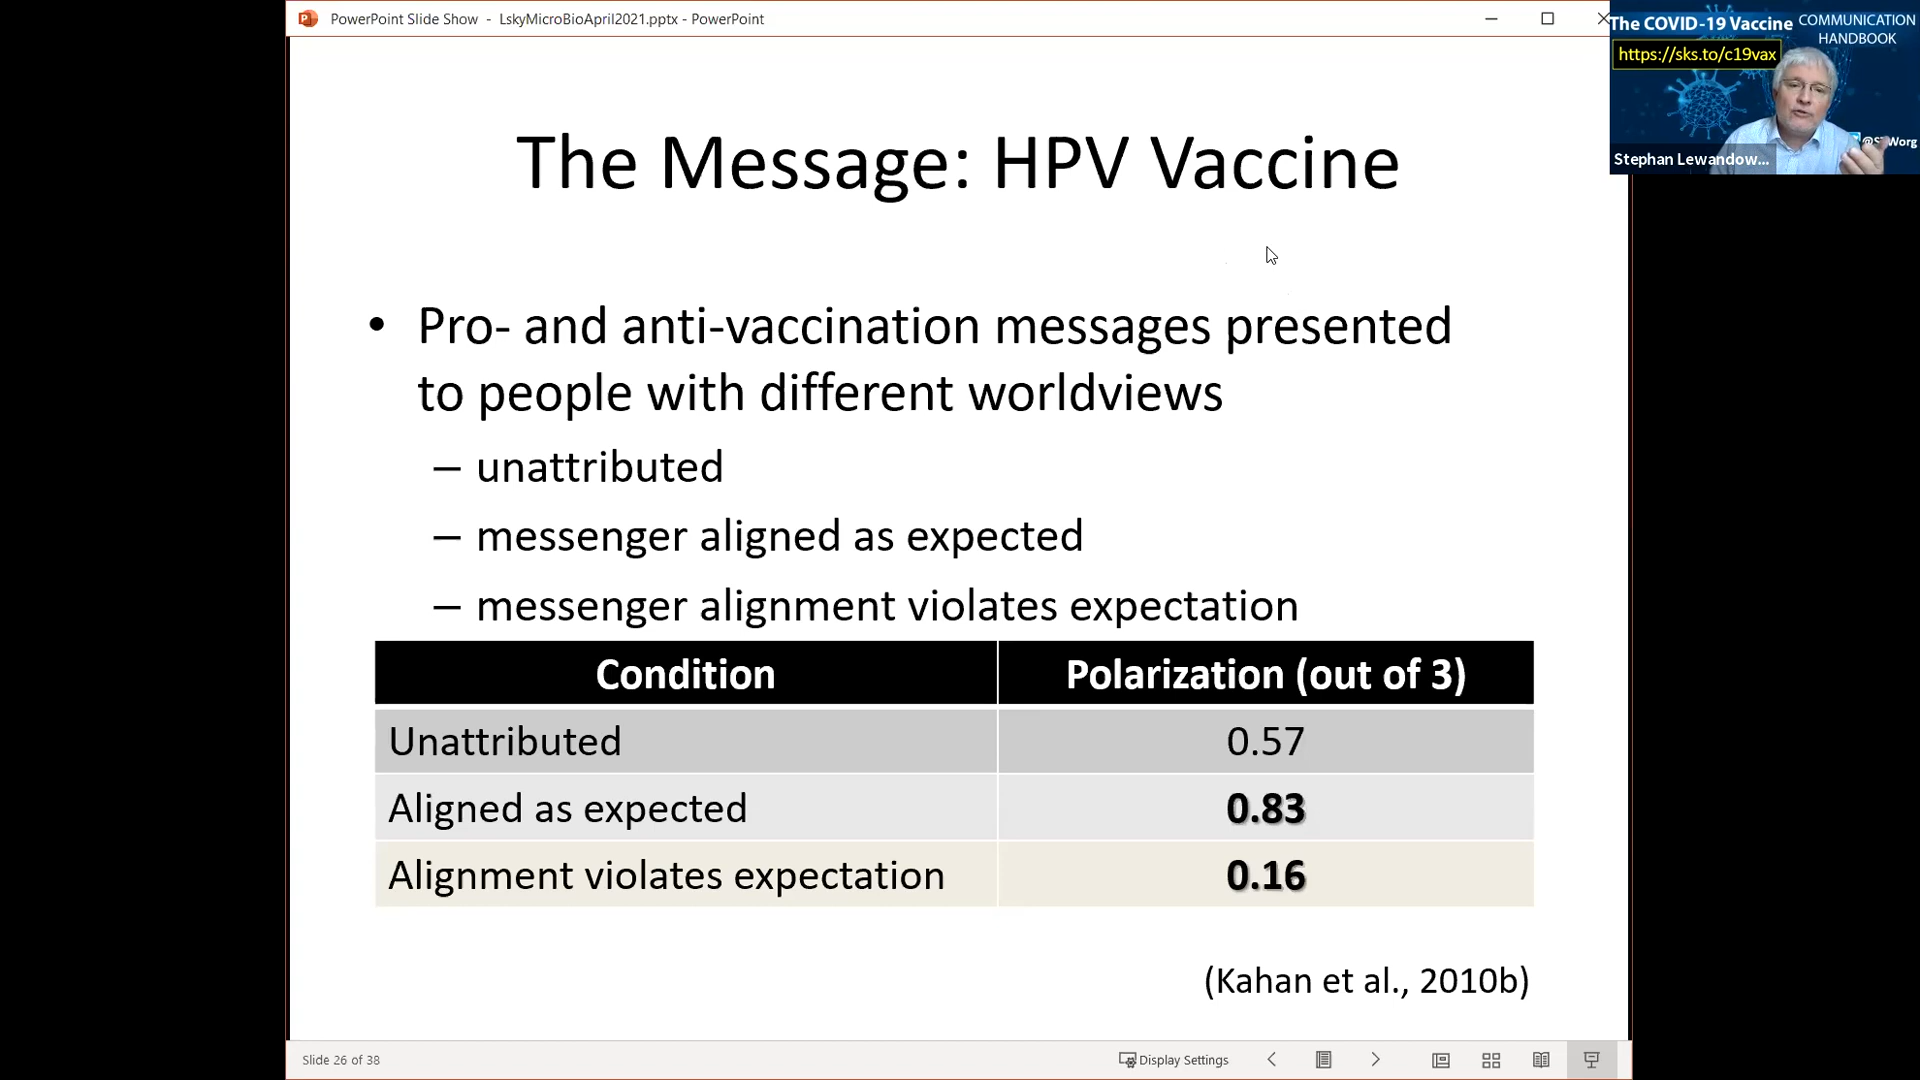 PowerPoint Slide Show - LskyMicroBioApril2021.pptx - PowerPoint
The COVID-19 Vaccine COMMUNICATION
HANDBOOK
https://sks.to/c19vax
Stephan Lewandow...
The Message: HPV Vaccine
• Pro- and anti-vaccination messages presented
to people with different worldviews
– unattributed
– messenger aligned as expected
– messenger alignment violates expectation
Condition Polarization (out of 3)
Unattributed 0.57
Aligned as expected 0.83
Alignment violates expectation 0.16
(Kahan et al., 2010b)
Slide 26 of 38
Display Settings